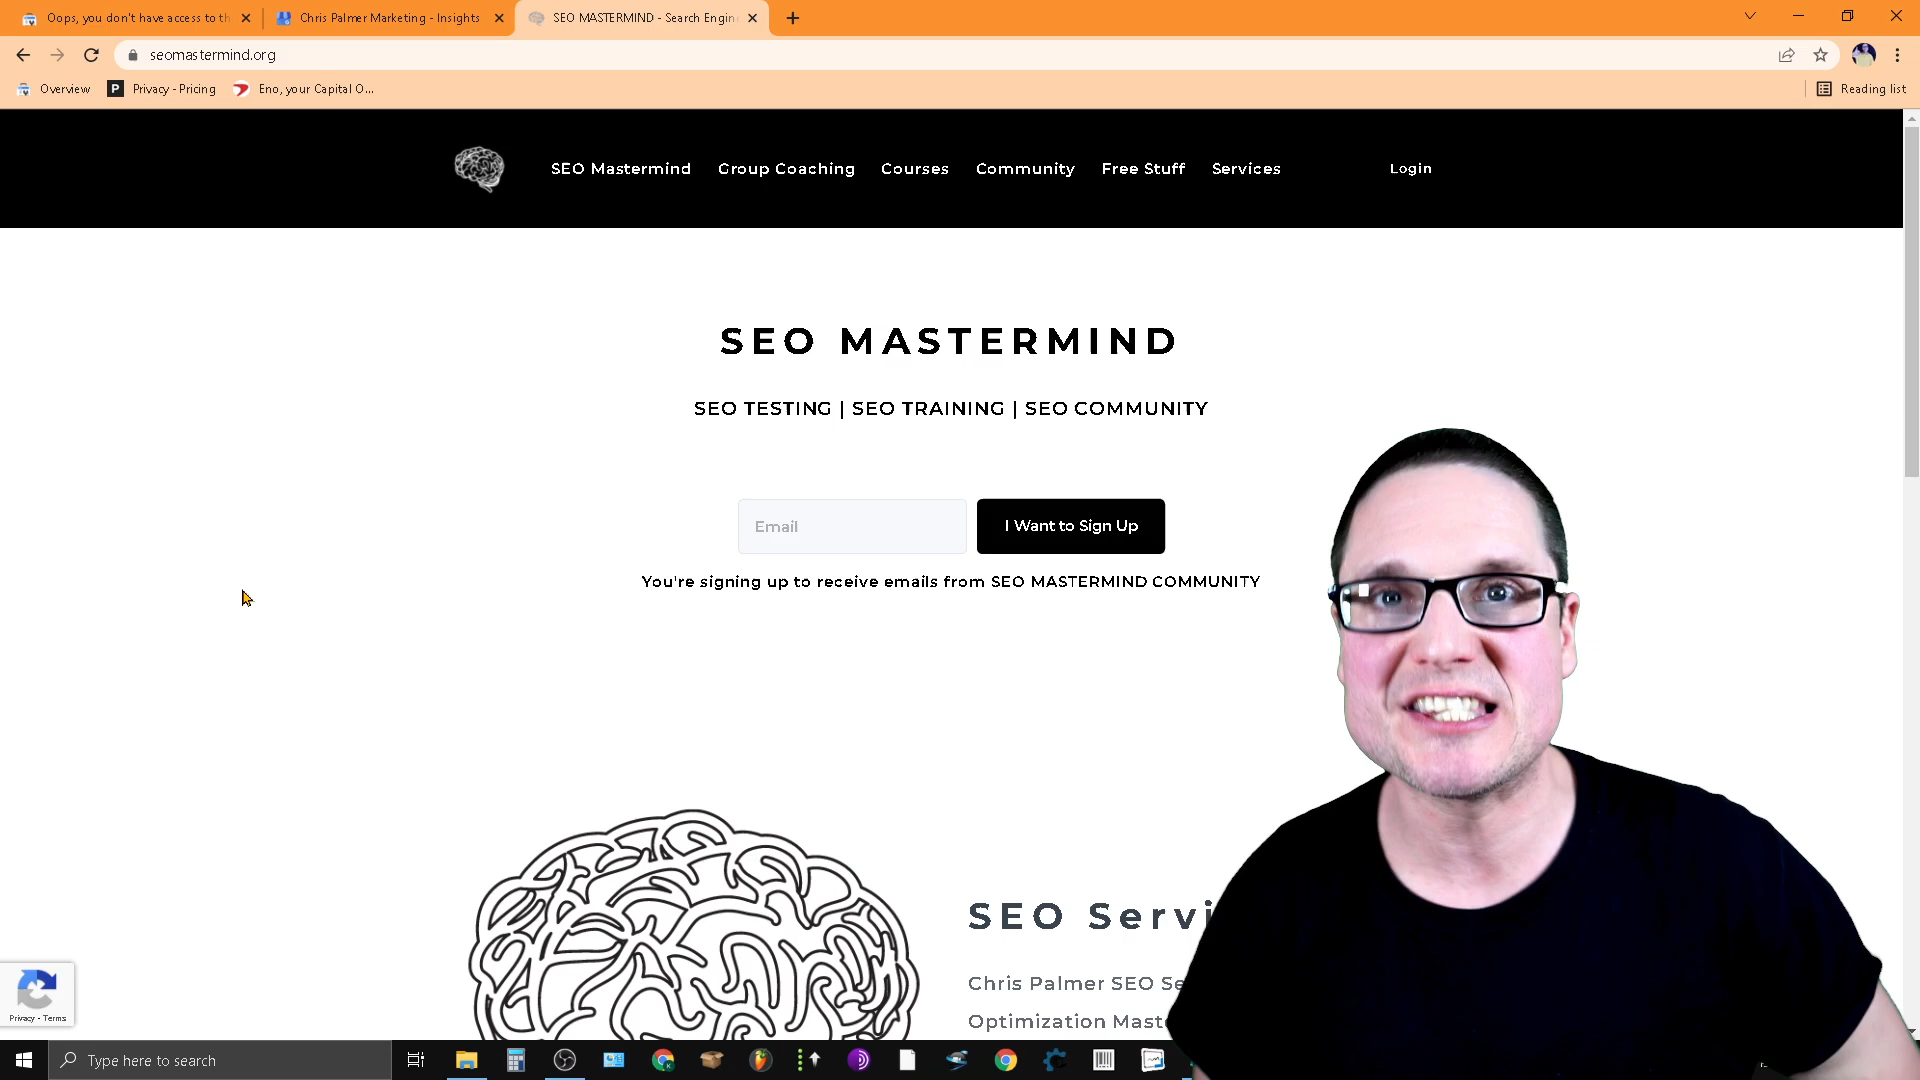 Oops, you don't have access to th
Chris Palmer Marketing - Insights
SEO MASTERMIND - Search Engin
seomastermind.org
Overview
Privacy - Pricing
Eno, your Capital O...
Reading list
SEO Mastermind
Group Coaching
Courses
Community
Free Stuff
Services
Login
SEO MASTERMIND
SEO TESTING | SEO TRAINING | SEO COMMUNITY
Email
I Want to Sign Up
You're signing up to receive emails from SEO MASTERMIND COMMUNITY
SEO Servi
Chris Palmer SEO Se
Optimization Mast
Privacy - Terms
Type here to search